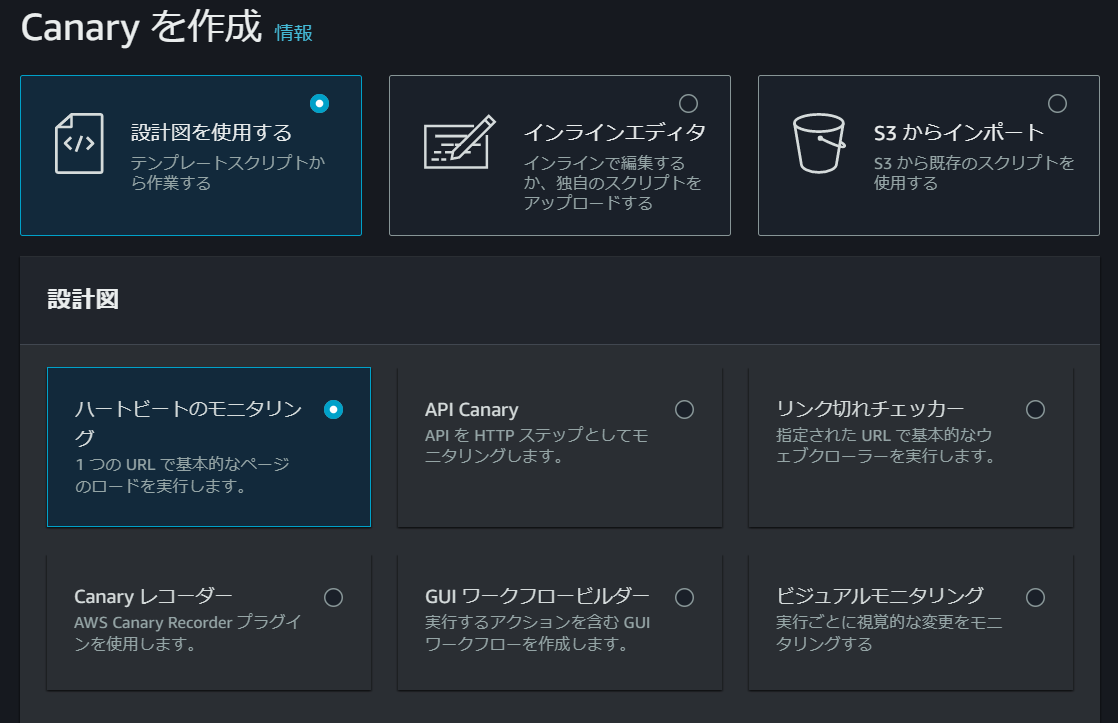 Canary を作成 情報
設計図を使用する
テンプレートスクリプトか
ら作業する
インラインエディタ
インラインで編集する
か、独自のスクリプトを
アップロードする
S3 からインポート
S3 から既存のスクリプトを
使用する
設計図
ハートビートのモニタリン
グ
1 つの URL で基本的なページ
のロードを実行します。
API Canary
API を HTTP ステップとしてモ
ニタリングします。
リンク切れチェッカー
指定された URL で基本的なウ
ェブクローラーを実行します。
Canary レコーダー
AWS Canary Recorder プラグイ
ンを使用します。
GUI ワークフロービルダー
実行するアクションを含む GUI
ワークフローを作成します。
ビジュアルモニタリング
実行ごとに視覚的な変更をモニ
タリングする